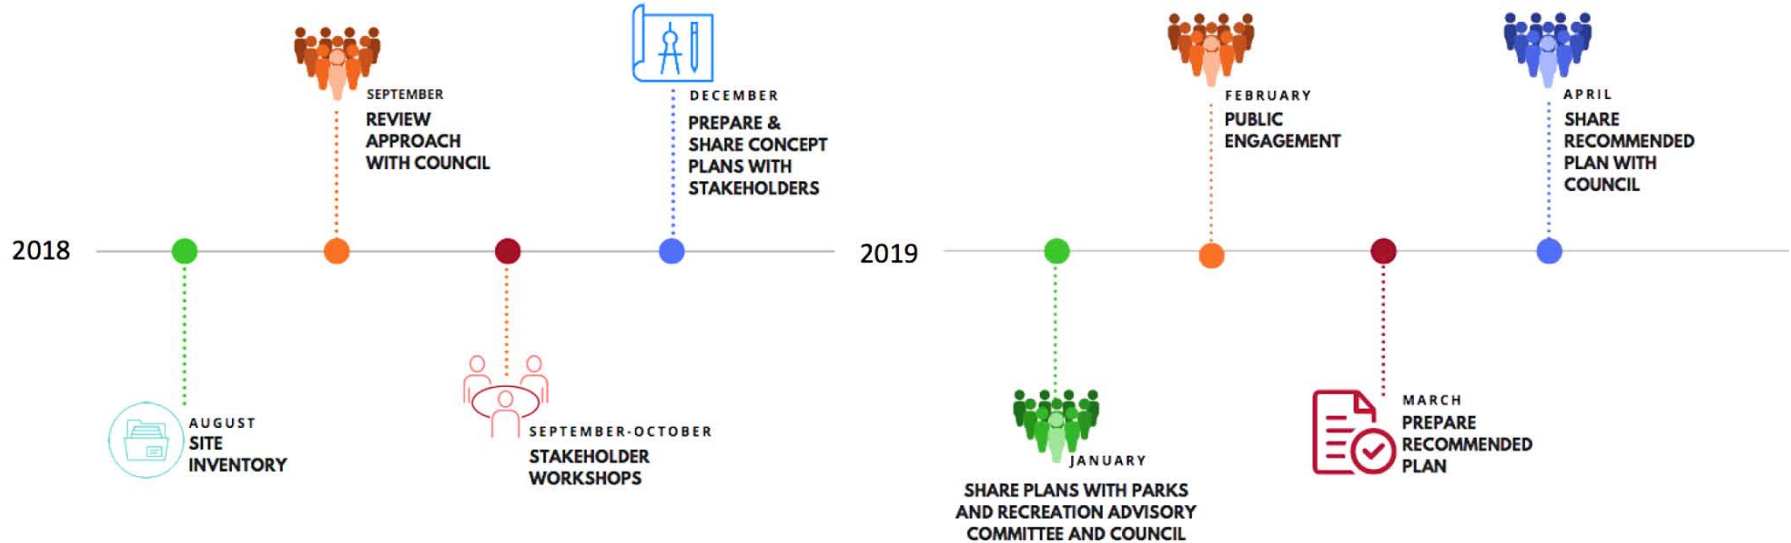 2018
AUGUST
SITE
INVENTORY
SEPTEMBER
REVIEW
APPROACH
WITH COUNCIL
SEPTEMBER-OCTOBER
STAKEHOLDER
WORKSHOPS
DECEMBER
PREPARE &
SHARE CONCEPT
PLANS WITH
STAKEHOLDERS
2019
JANUARY
SHARE PLANS WITH PARKS
AND RECREATION ADVISORY
COMMITTEE AND COUNCIL
FEBRUARY
PUBLIC
ENGAGEMENT
MARCH
PREPARE
RECOMMENDED
PLAN
APRIL
SHARE
RECOMMENDED
PLAN WITH
COUNCIL